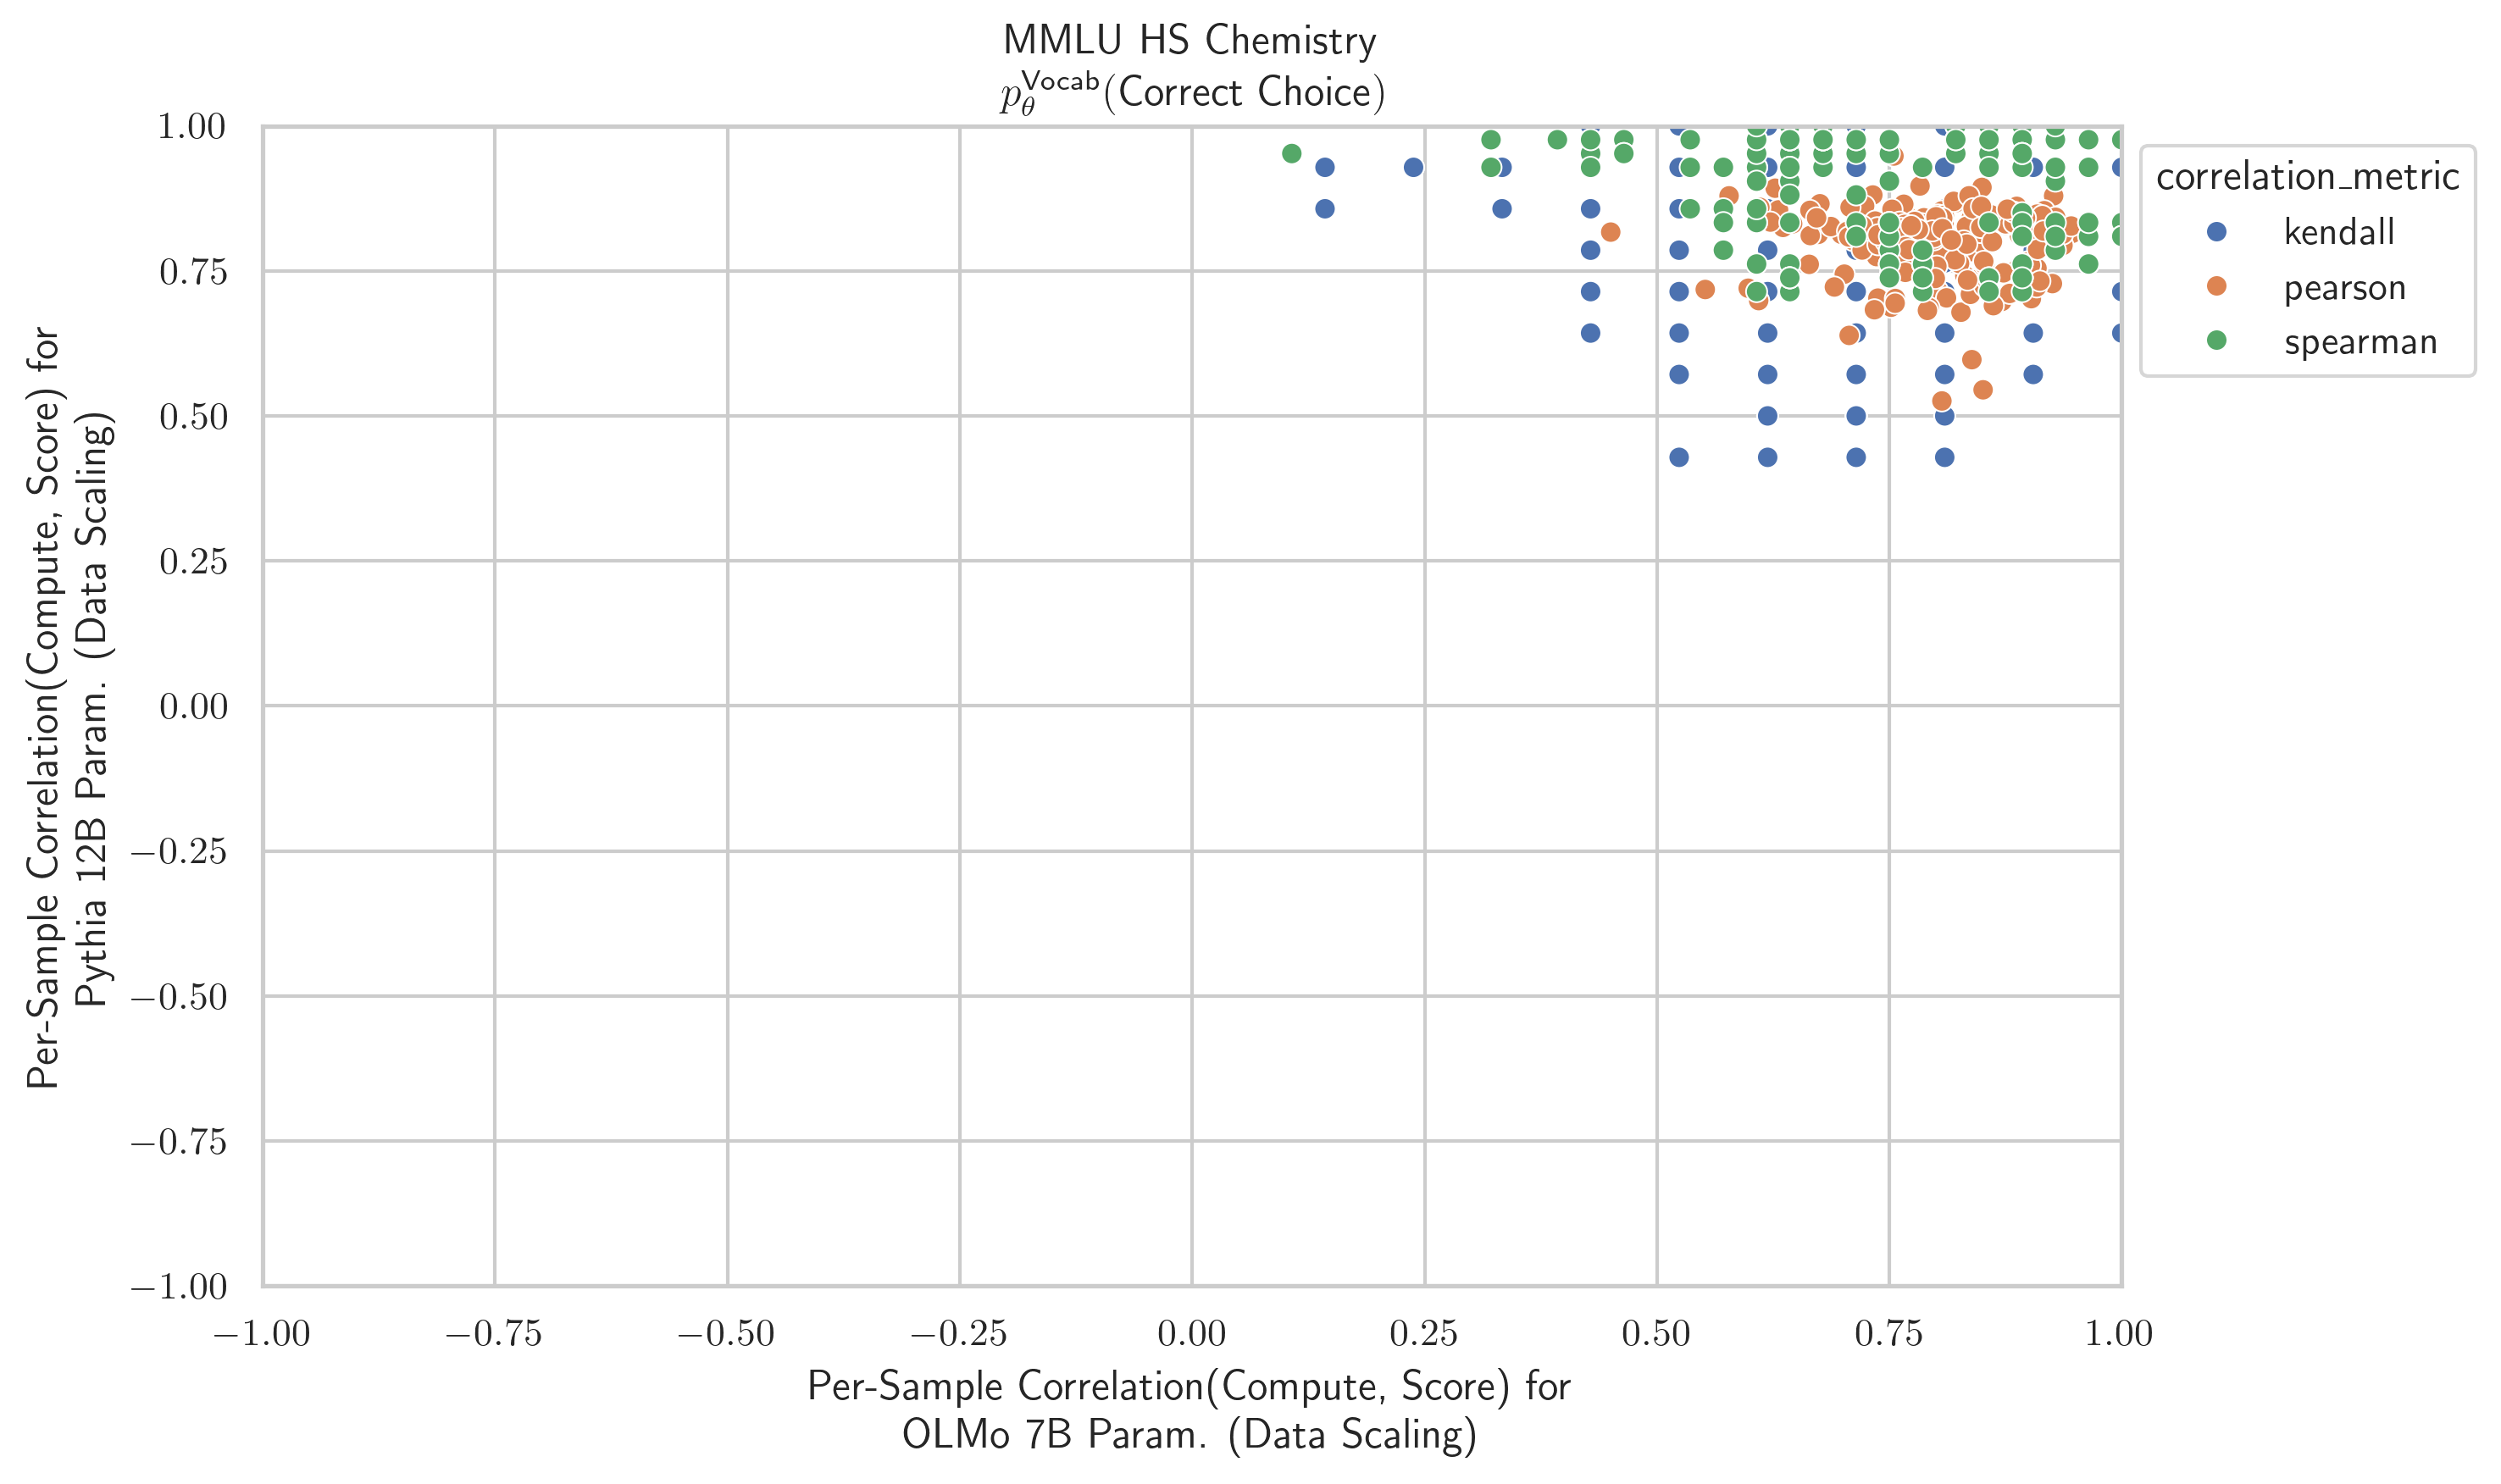 MMLU HS Chemistry
p_θ^Vocab(Correct Choice)
1.00
0.75
0.50
0.25
0.00
−0.25
−0.50
−0.75
−1.00
Per-Sample Correlation(Compute, Score) for
Pythia 12B Param. (Data Scaling)
correlation_metric
kendall
pearson
spearman
−1.00 −0.75 −0.50 −0.25 0.00 0.25 0.50 0.75 1.00
Per-Sample Correlation(Compute, Score) for
OLMo 7B Param. (Data Scaling)